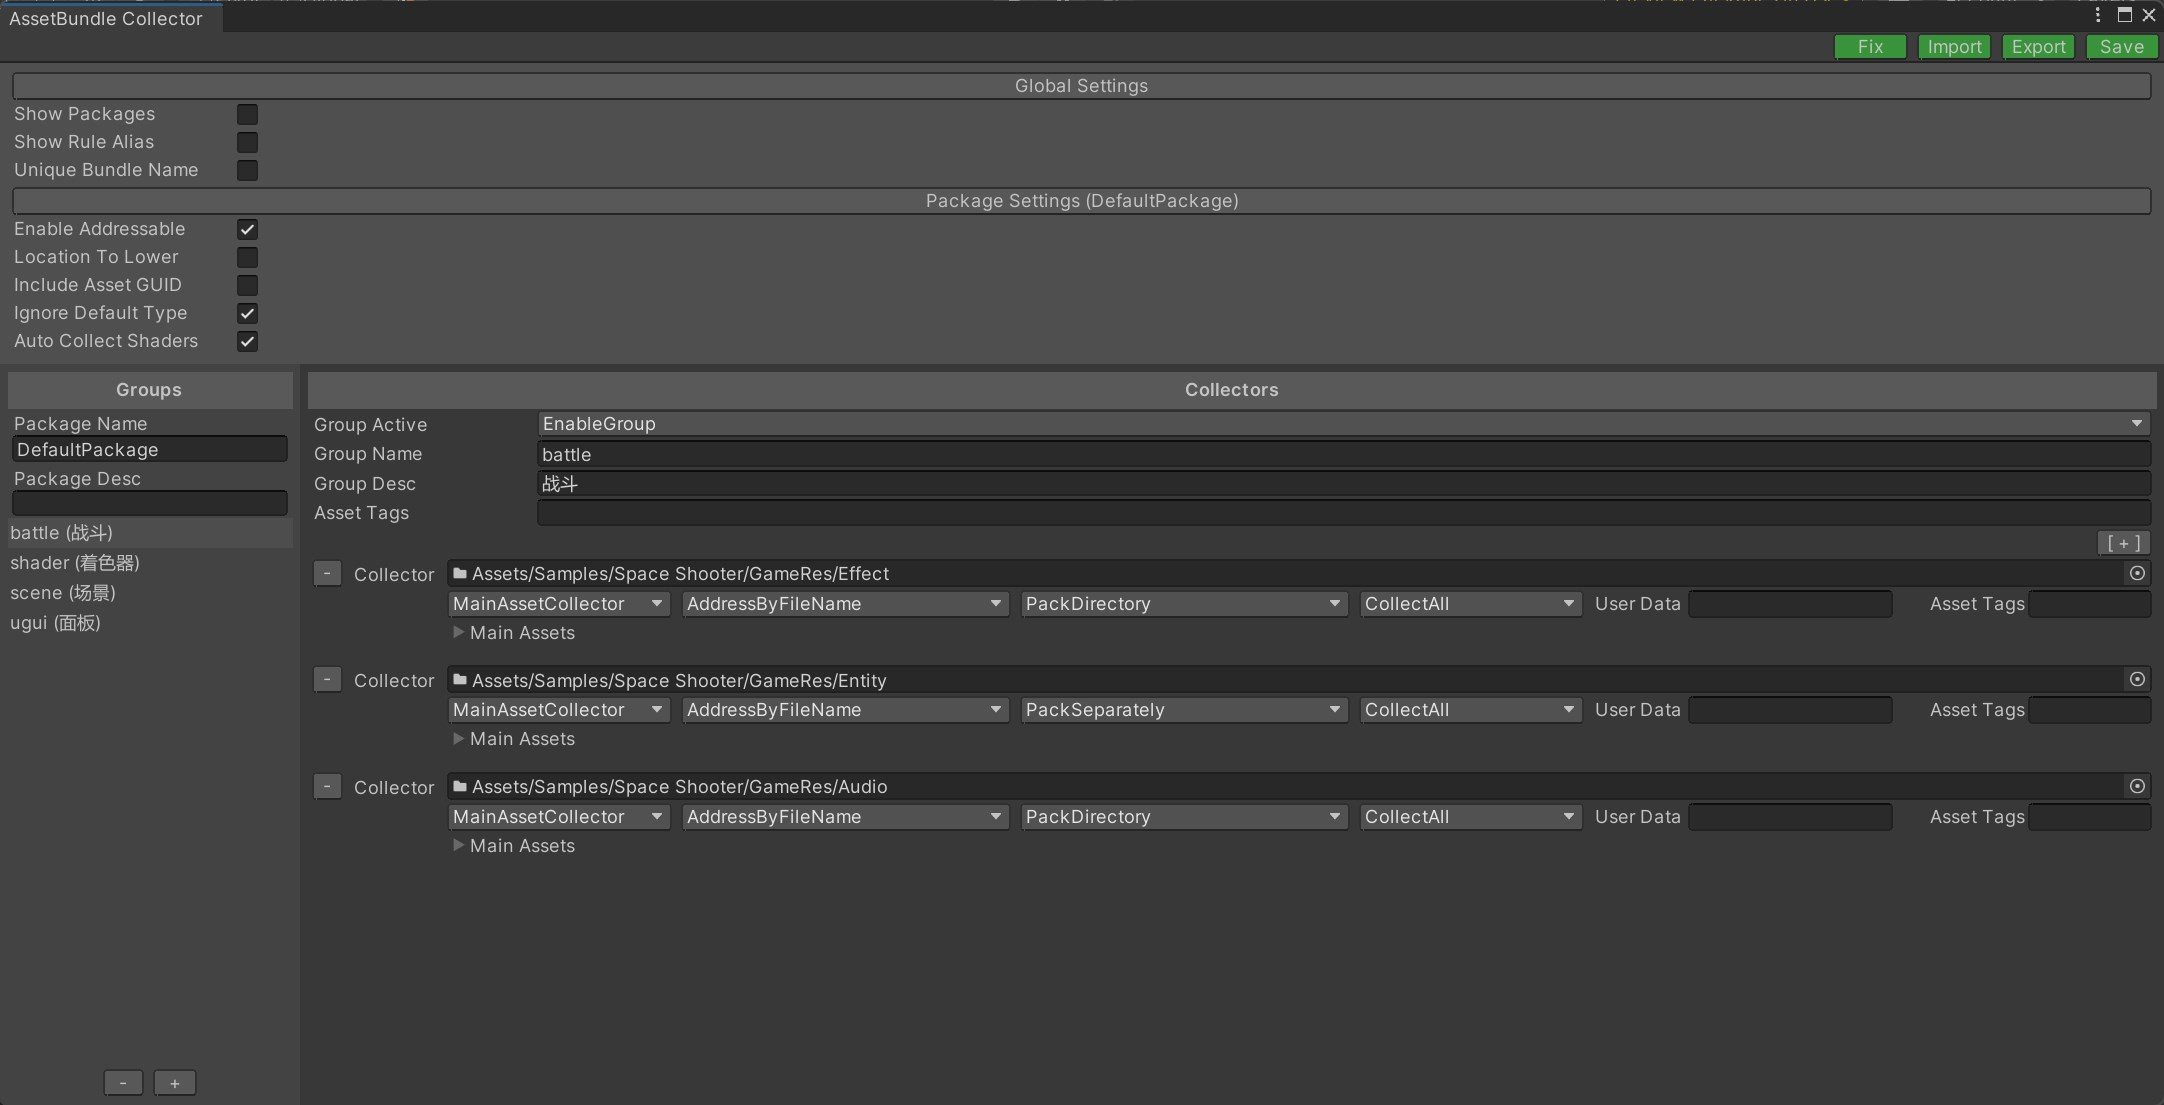 AssetBundle Collector
Fix Import Export Save
Global Settings
Show Packages
Show Rule Alias
Unique Bundle Name
Package Settings (DefaultPackage)
Enable Addressable
Location To Lower
Include Asset GUID
Ignore Default Type
Auto Collect Shaders
Groups
Package Name
DefaultPackage
Package Desc
battle (战斗)
shader (着色器)
scene (场景)
ugui (面板)
- +
Collectors
Group Active EnableGroup
Group Name battle
Group Desc 战斗
Asset Tags
[ + ]
- Collector Assets/Samples/Space Shooter/GameRes/Effect
MainAssetCollector AddressByFileName PackDirectory CollectAll User Data Asset Tags
Main Assets
- Collector Assets/Samples/Space Shooter/GameRes/Entity
MainAssetCollector AddressByFileName PackSeparately CollectAll User Data Asset Tags
Main Assets
- Collector Assets/Samples/Space Shooter/GameRes/Audio
MainAssetCollector AddressByFileName PackDirectory CollectAll User Data Asset Tags
Main Assets